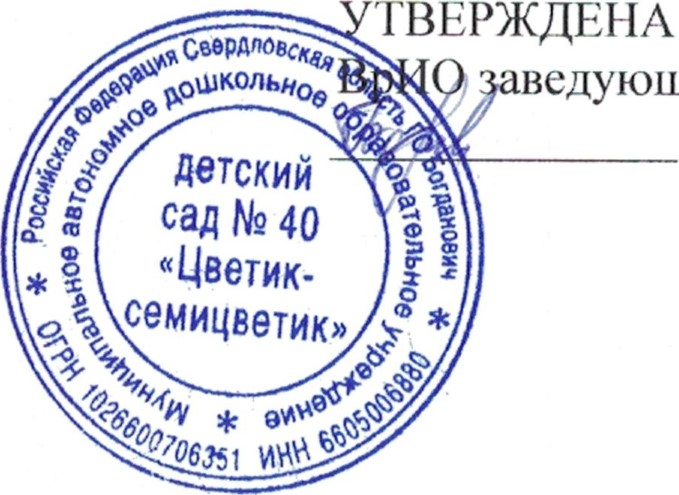 УТВЕРЖДЕНА
ВрИО заведующ
Российская Федерация Свердловская область ГО Богданович
ОГРН 1026600706351 ИНН 6605006880
Муниципальное автономное дошкольное образовательное учреждение
детский
сад № 40
«Цветик-
семицветик»